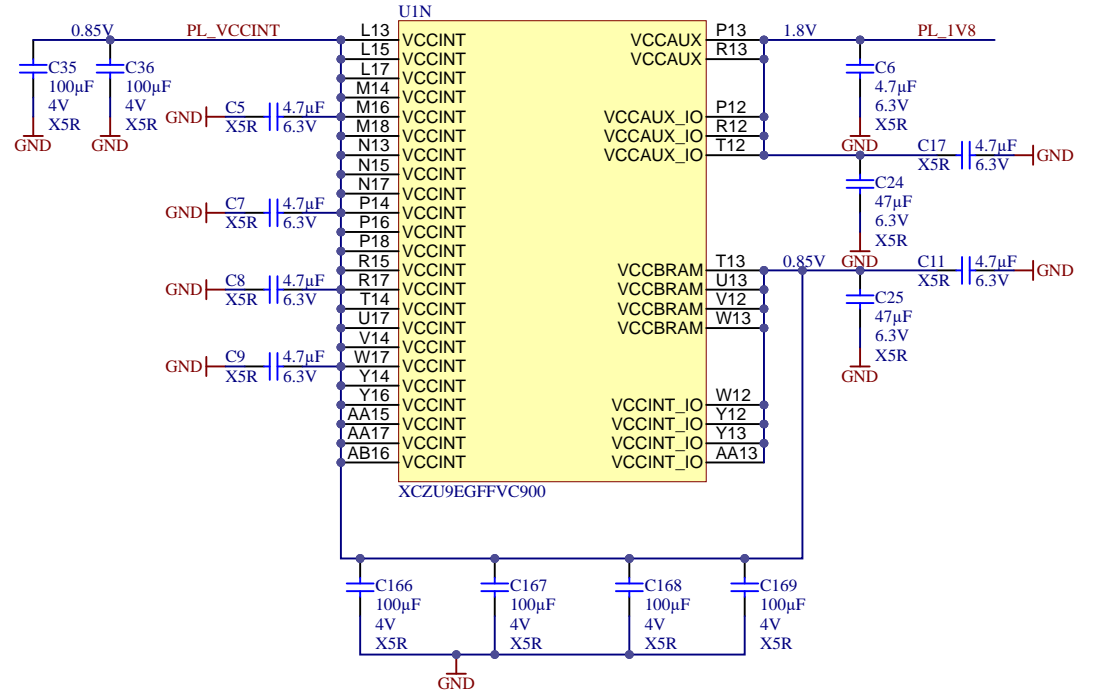 U1N
0.85V PL_VCCINT
C35
100µF
4V
X5R
GND
C36
100µF
4V
X5R
GND
GND C5 4.7µF
X5R 6.3V
GND C7 4.7µF
X5R 6.3V
GND C8 4.7µF
X5R 6.3V
GND C9 4.7µF
X5R 6.3V
L13 VCCINT
L15 VCCINT
L17 VCCINT
M14 VCCINT
M16 VCCINT
M18 VCCINT
N13 VCCINT
N15 VCCINT
N17 VCCINT
P14 VCCINT
P16 VCCINT
P18 VCCINT
R15 VCCINT
R17 VCCINT
T14 VCCINT
U17 VCCINT
V14 VCCINT
W17 VCCINT
Y14 VCCINT
Y16 VCCINT
AA15 VCCINT
AA17 VCCINT
AB16 VCCINT
VCCAUX P13
VCCAUX R13
VCCAUX_IO P12
VCCAUX_IO R12
VCCAUX_IO T12
VCCBRAM T13
VCCBRAM U13
VCCBRAM V12
VCCBRAM W13
VCCINT_IO W12
VCCINT_IO Y12
VCCINT_IO Y13
VCCINT_IO AA13
XCZU9EGFFVC900
1.8V PL_1V8
C6
4.7µF
6.3V
X5R
GND
C17 4.7µF GND
X5R 6.3V
C24
47µF
6.3V
X5R
GND
0.85V
C11 4.7µF GND
X5R 6.3V
C25
47µF
6.3V
X5R
GND
C166
100µF
4V
X5R
C167
100µF
4V
X5R
C168
100µF
4V
X5R
C169
100µF
4V
X5R
GND